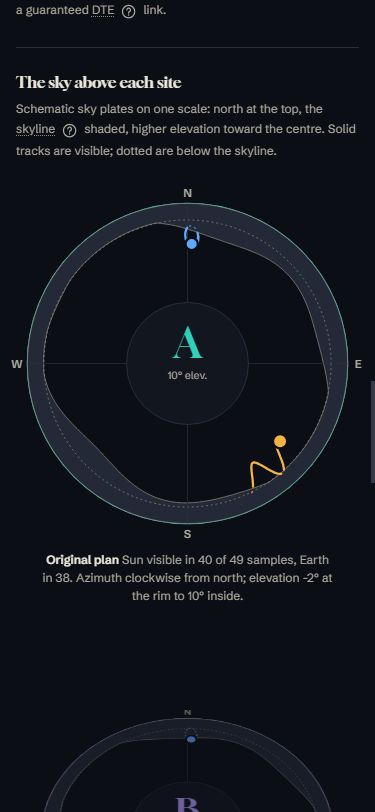 a guaranteed DTE ? link.
The sky above each site
Schematic sky plates on one scale: north at the top, the
skyline ? shaded, higher elevation toward the centre. Solid
tracks are visible; dotted are below the skyline.
N
A
W
E
10° elev.
S
Original plan Sun visible in 40 of 49 samples, Earth
in 38. Azimuth clockwise from north; elevation -2° at
the rim to 10° inside.
N
B